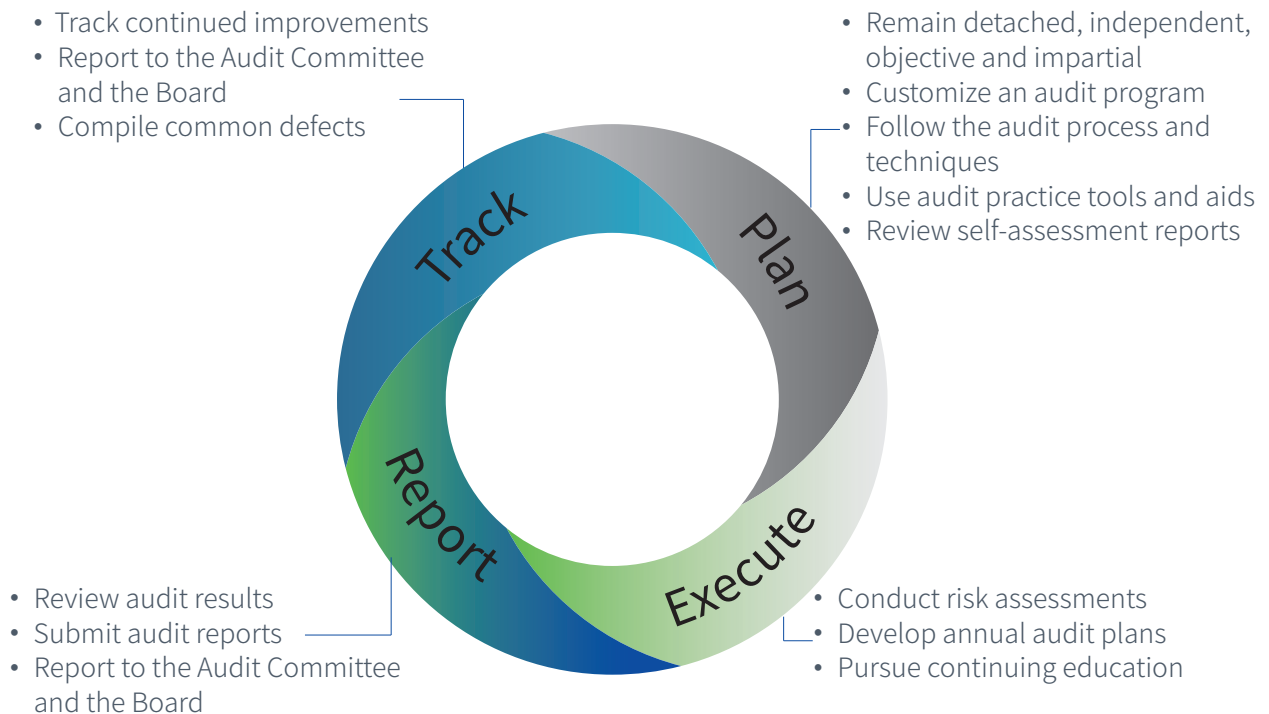 • Track continued improvements
• Report to the Audit Committee
and the Board
• Compile common defects
• Remain detached, independent,
objective and impartial
• Customize an audit program
• Follow the audit process and
techniques
• Use audit practice tools and aids
• Review self-assessment reports
Track
Plan
Report
Execute
• Review audit results
• Submit audit reports
• Report to the Audit Committee
and the Board
• Conduct risk assessments
• Develop annual audit plans
• Pursue continuing education